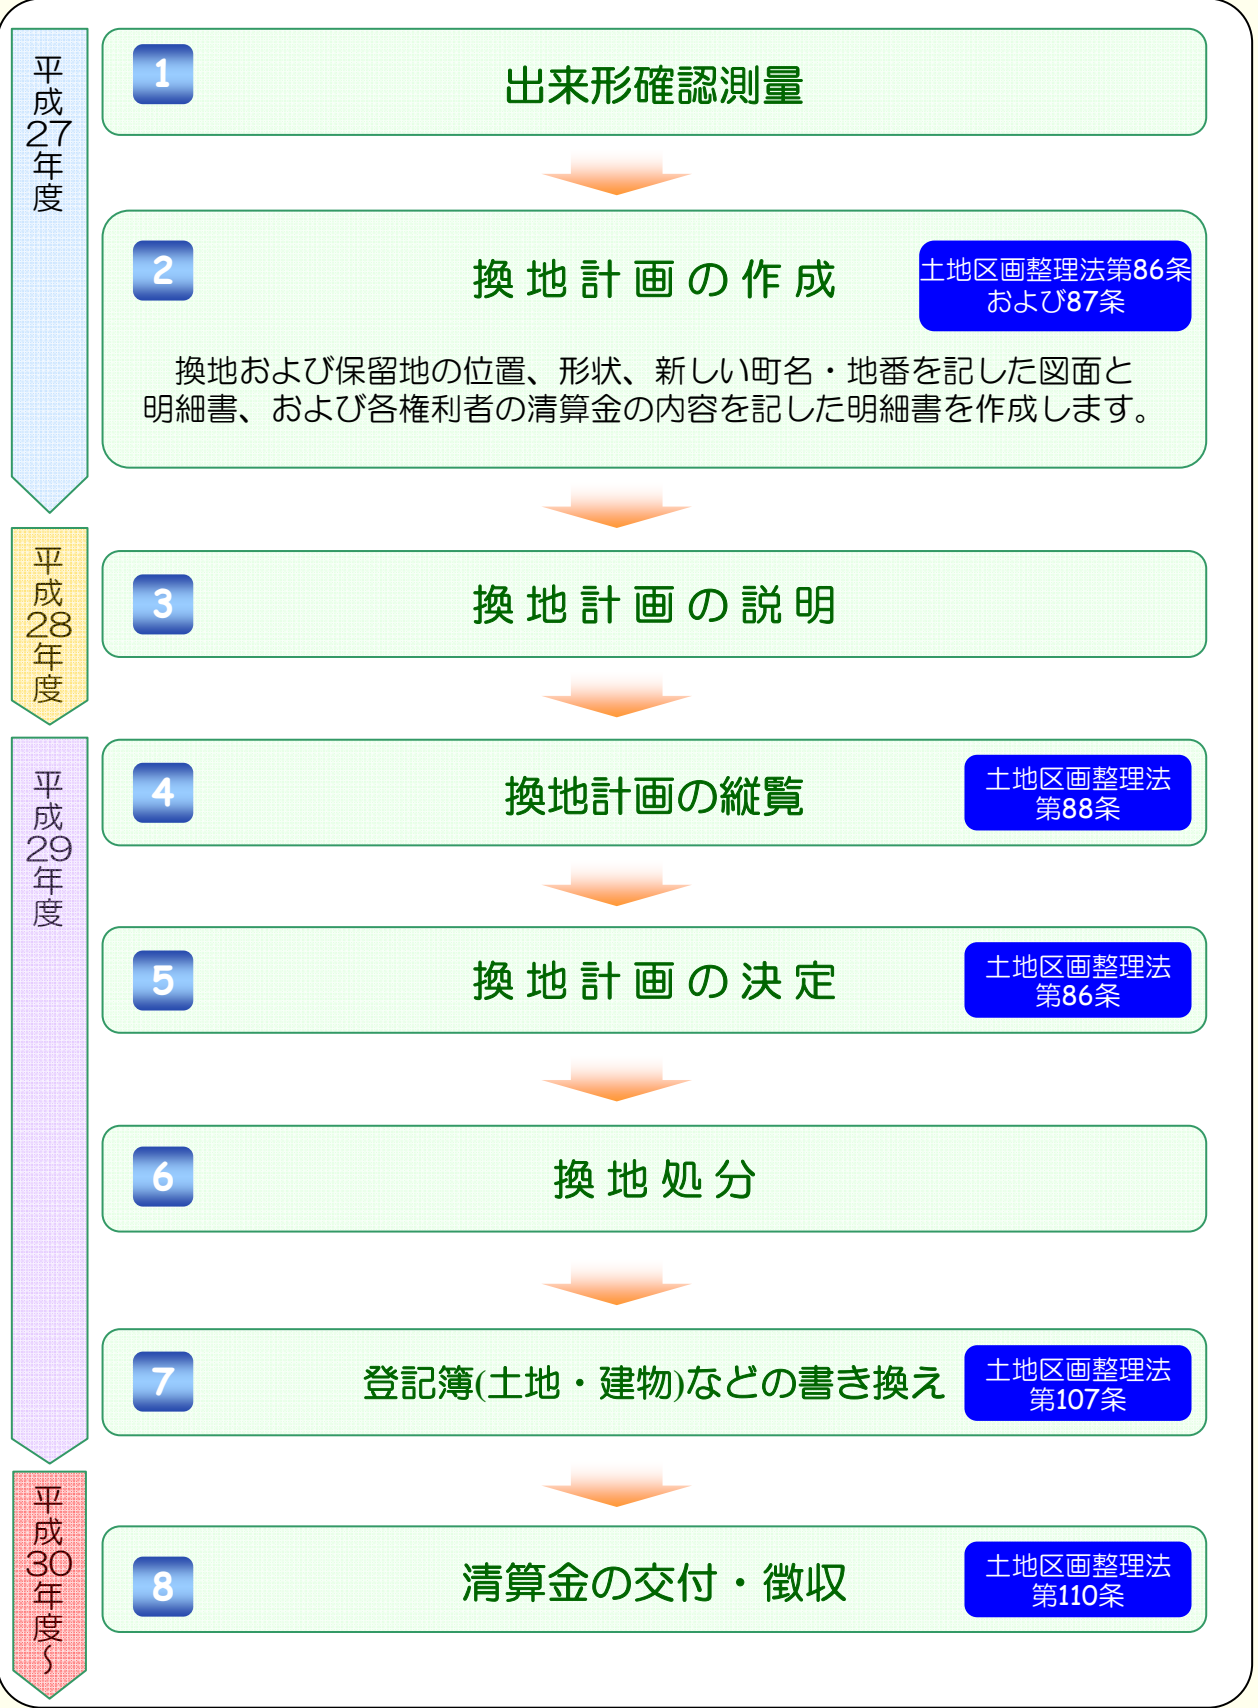 平成27年度
1
出来形確認測量
2
換地計画の作成
土地区画整理法第86条
および87条
換地および保留地の位置、形状、新しい町名・地番を記した図面と
明細書、および各権利者の清算金の内容を記した明細書を作成します。
平成28年度
3
換地計画の説明
平成29年度
4
換地計画の縦覧
土地区画整理法
第88条
5
換地計画の決定
土地区画整理法
第86条
6
換地処分
7
登記簿(土地・建物)などの書き換え
土地区画整理法
第107条
平成30年度～
8
清算金の交付・徴収
土地区画整理法
第110条